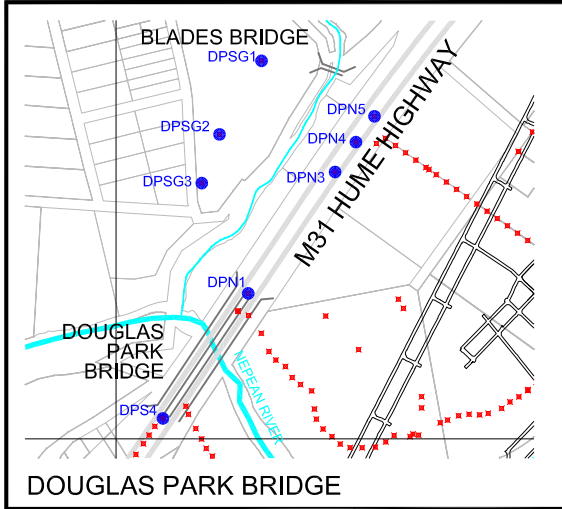 BLADES BRIDGE
DPSG1
DPN5
DPSG2
DPN4
DPN3
DPSG3
M31 HUME HIGHWAY
DPN1
DOUGLAS
PARK
BRIDGE
NEPEAN RIVER
DPS4
DOUGLAS PARK BRIDGE